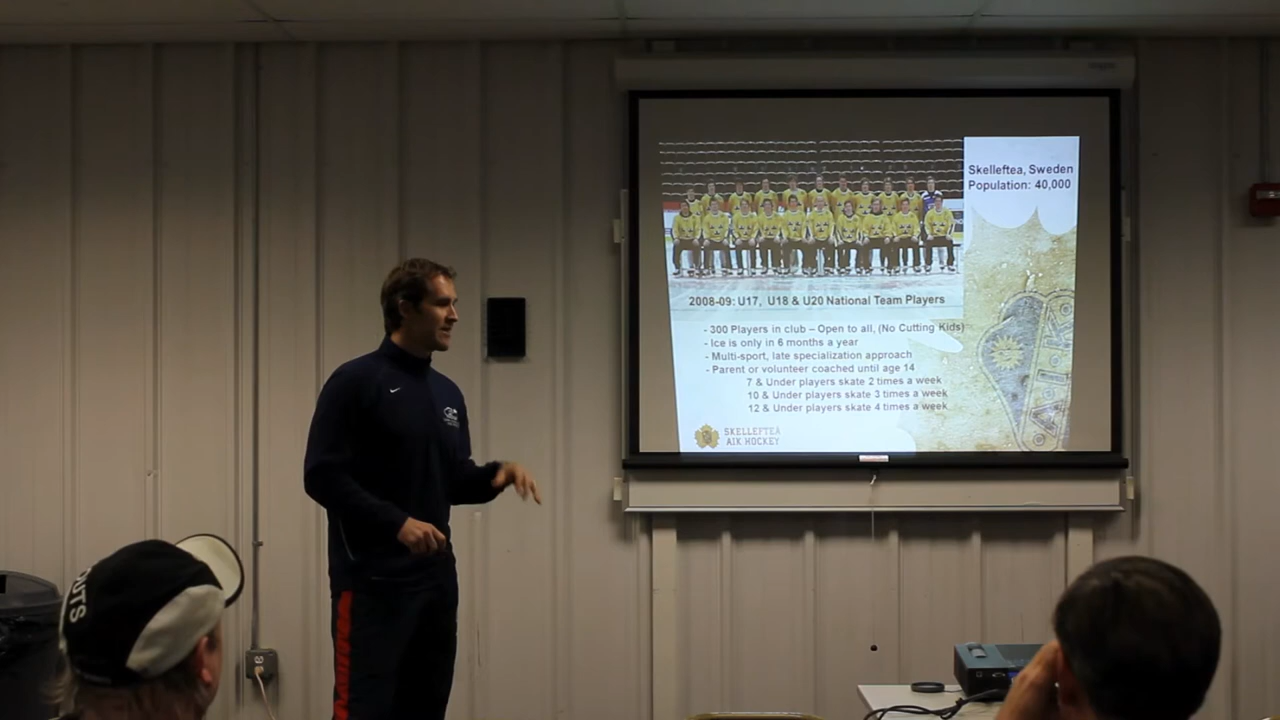 Skelleftea, Sweden
Population: 40,000
2008-09: U17, U18 & U20 National Team Players
- 300 Players in club – Open to all, (No Cutting Kids)
- Ice is only in 6 months a year
- Multi-sport, late specialization approach
- Parent or volunteer coached until age 14
7 & Under players skate 2 times a week
10 & Under players skate 3 times a week
12 & Under players skate 4 times a week
SKELLEFTEÅ
AIK HOCKEY